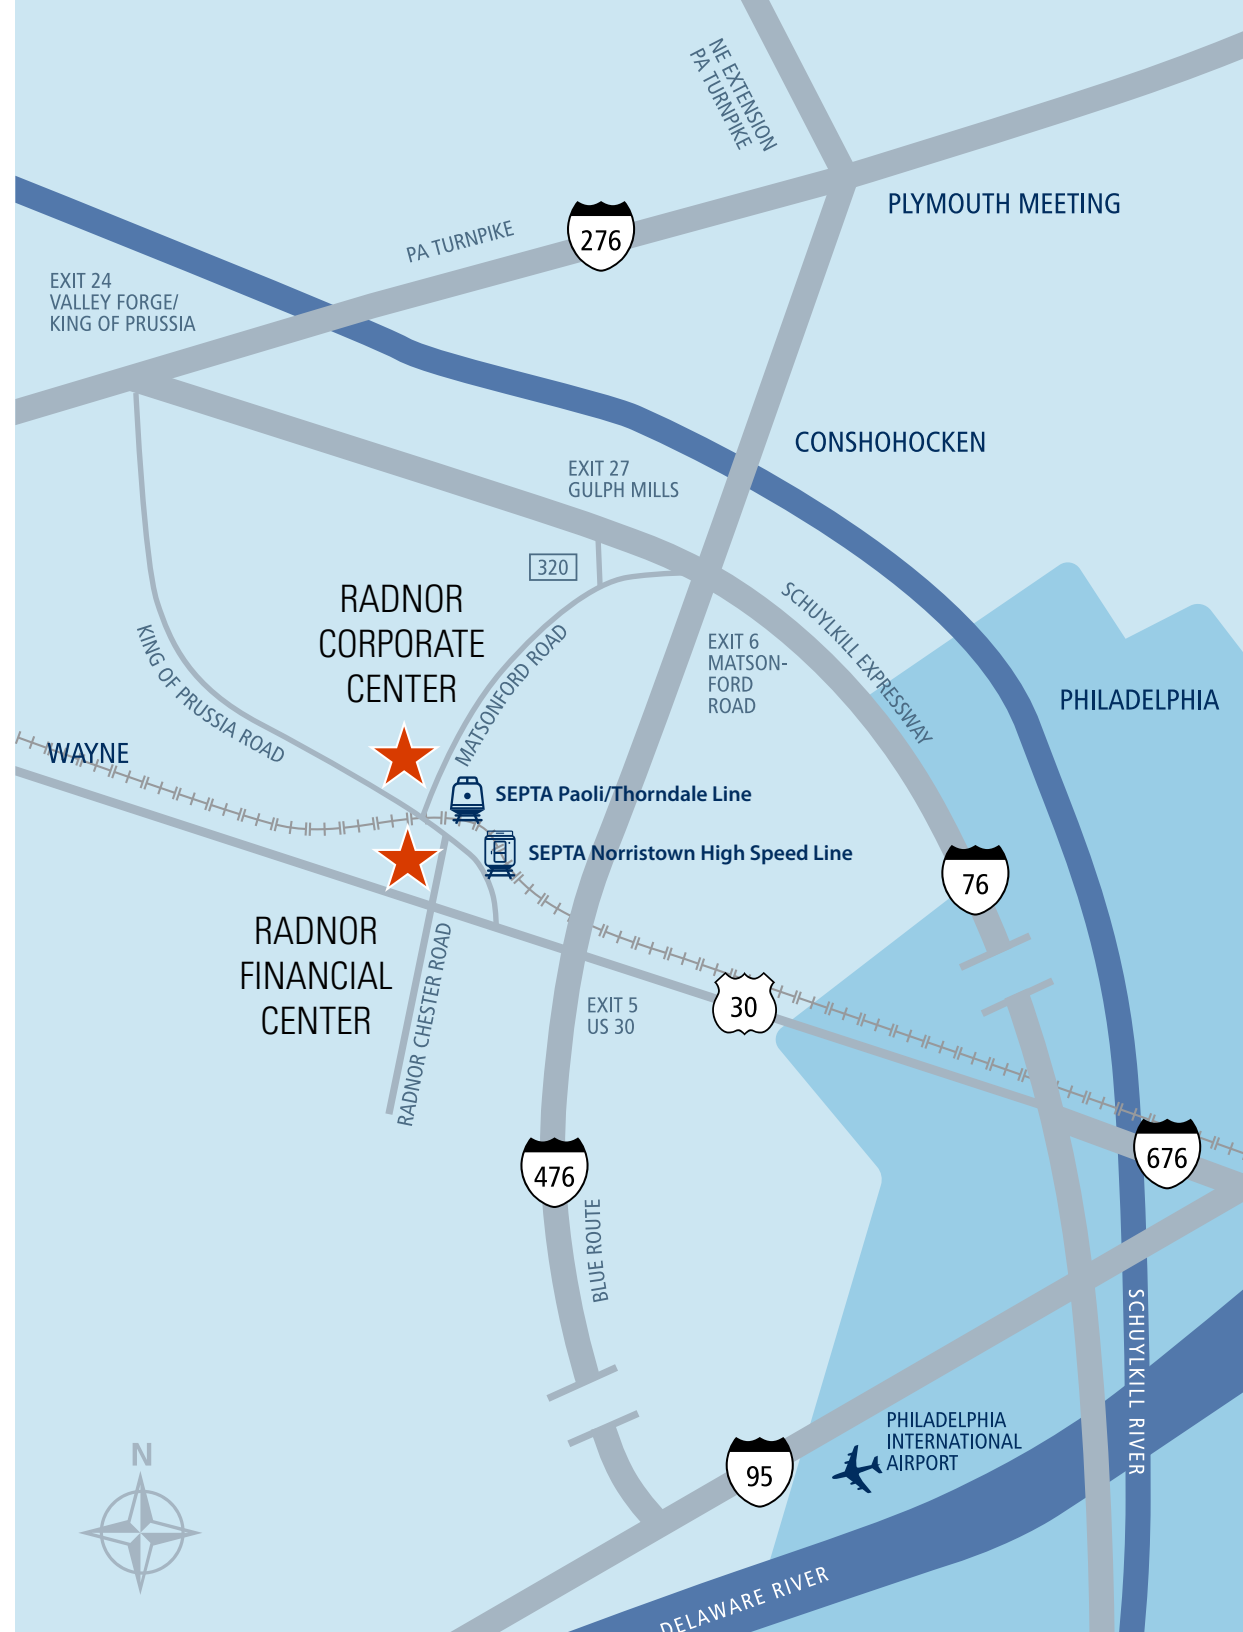 NE EXTENSION
PA TURNPIKE
PLYMOUTH MEETING
276
PA TURNPIKE
EXIT 24
VALLEY FORGE/
KING OF PRUSSIA
CONSHOHOCKEN
EXIT 27
GULPH MILLS
320
RADNOR
CORPORATE
CENTER
SCHUYLKILL EXPRESSWAY
KING OF PRUSSIA ROAD
MATSONFORD ROAD
EXIT 6
MATSON-
FORD
ROAD
PHILADELPHIA
WAYNE
SEPTA Paoli/Thorndale Line
SEPTA Norristown High Speed Line
76
RADNOR
FINANCIAL
CENTER
RADNOR CHESTER ROAD
EXIT 5
US 30
30
676
476
BLUE ROUTE
SCHUYLKILL RIVER
PHILADELPHIA
INTERNATIONAL
AIRPORT
95
N
DELAWARE RIVER